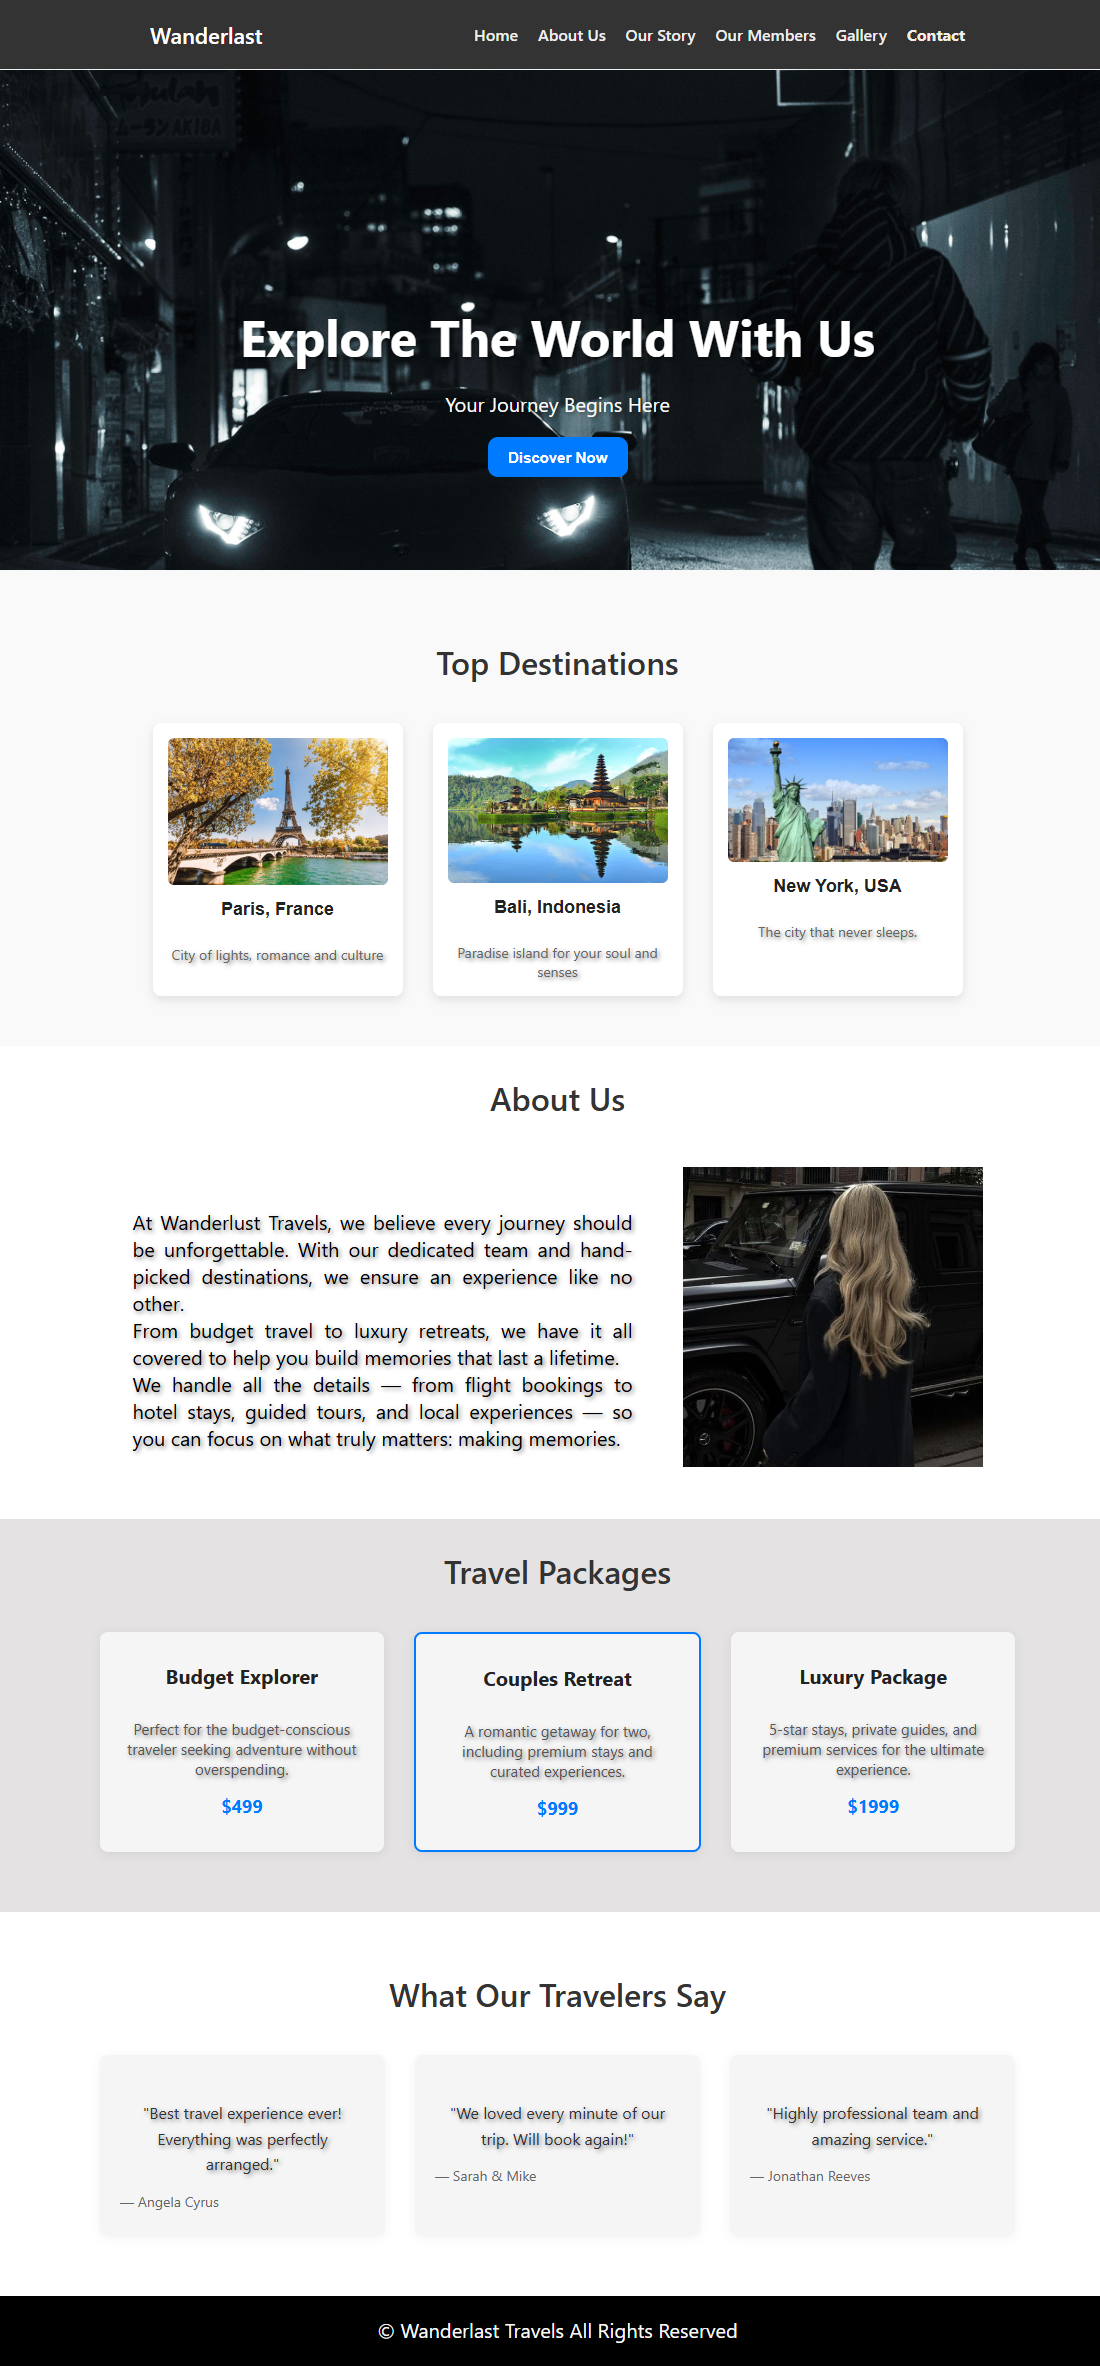 Wanderlast
Home About Us Our Story Our Members Gallery Contact
AKIBA
Explore The World With Us
Your Journey Begins Here
Discover Now
Top Destinations
Paris, France
City of lights, romance and culture
Bali, Indonesia
Paradise island for your soul and
senses
New York, USA
The city that never sleeps.
About Us
At Wanderlust Travels, we believe every journey should
be unforgettable. With our dedicated team and hand-
picked destinations, we ensure an experience like no
other.
From budget travel to luxury retreats, we have it all
covered to help you build memories that last a lifetime.
We handle all the details — from flight bookings to
hotel stays, guided tours, and local experiences — so
you can focus on what truly matters: making memories.
Travel Packages
Budget Explorer
Perfect for the budget-conscious
traveler seeking adventure without
overspending.
$499
Couples Retreat
A romantic getaway for two,
including premium stays and
curated experiences.
$999
Luxury Package
5-star stays, private guides, and
premium services for the ultimate
experience.
$1999
What Our Travelers Say
"Best travel experience ever!
Everything was perfectly
arranged."
— Angela Cyrus
"We loved every minute of our
trip. Will book again!"
— Sarah & Mike
"Highly professional team and
amazing service."
— Jonathan Reeves
© Wanderlast Travels All Rights Reserved